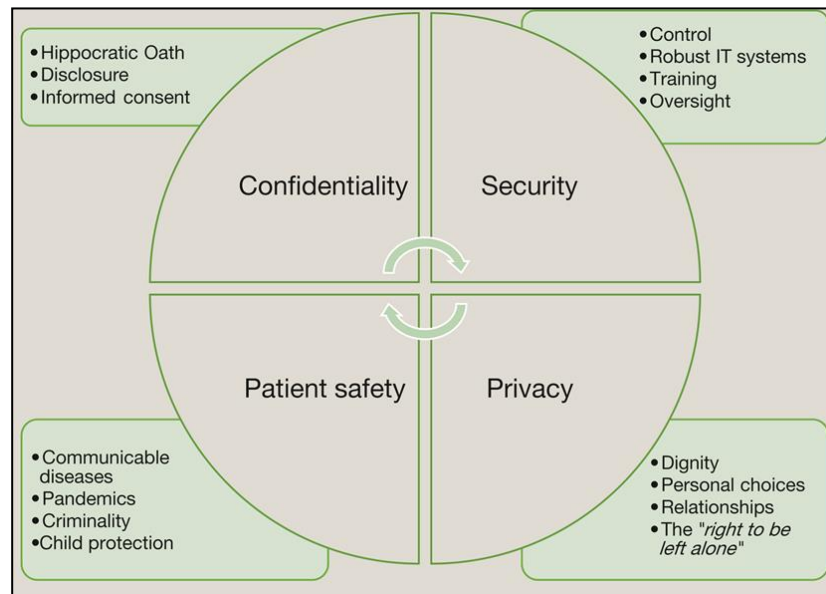 • Hippocratic Oath
• Disclosure
• Informed consent
• Control
• Robust IT systems
• Training
• Oversight
Confidentiality
Security
Patient safety
Privacy
• Communicable
diseases
• Pandemics
• Criminality
• Child protection
• Dignity
• Personal choices
• Relationships
• The "right to be
left alone"